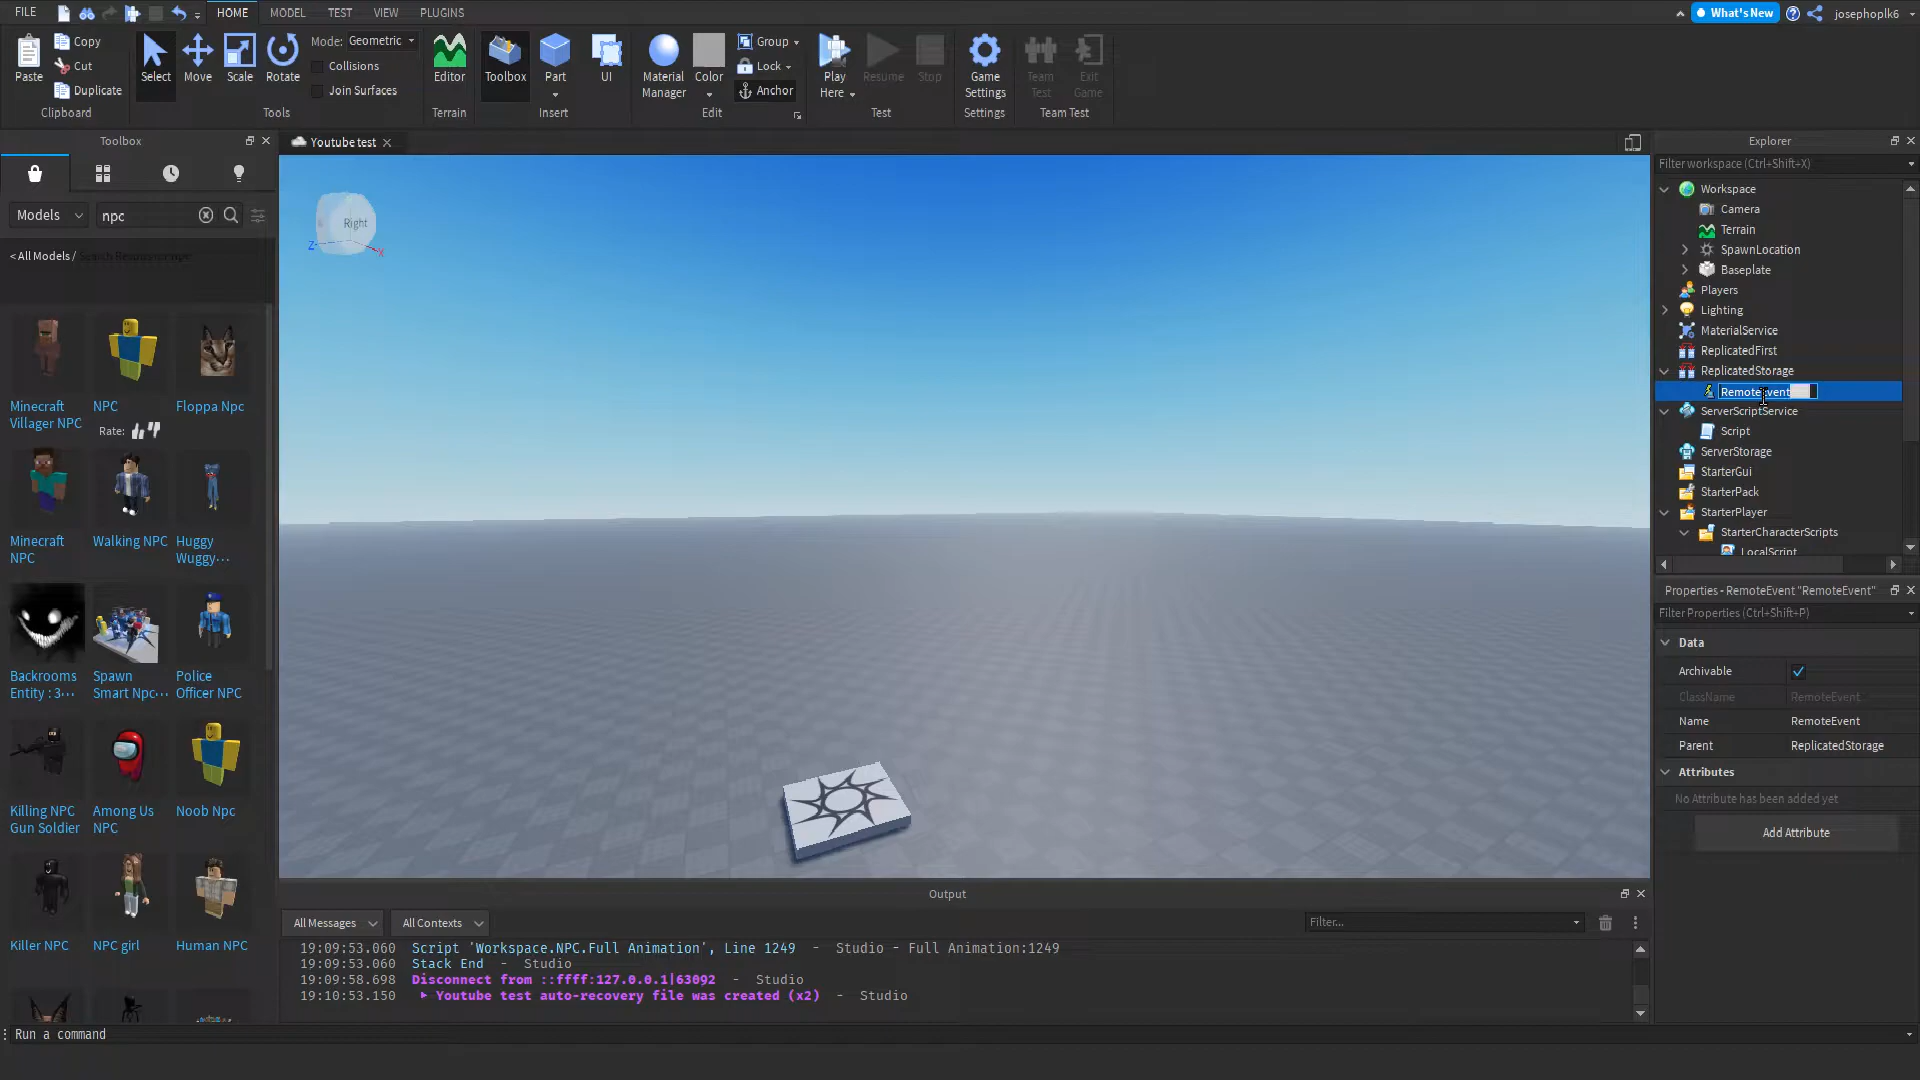 FILE
HOME
MODEL
TEST
VIEW
PLUGINS
What's New
josephoplk6
Paste
Copy
Cut
Duplicate
Clipboard
Select
Move
Scale
Rotate
Mode: Geometric
Collisions
Join Surfaces
Tools
Editor
Terrain
Toolbox
Part
UI
Insert
Material
Manager
Color
Group
Lock
Anchor
Edit
Play
Here
Resume
Stop
Test
Game
Settings
Settings
Team
Test
Exit
Game
Team Test
Toolbox
Models
npc
< All Models /
Minecraft
Villager NPC
NPC
Floppa Npc
Rate:
Minecraft
NPC
Walking NPC
Huggy
Wuggy...
Backrooms
Entity : 3...
Spawn
Smart Npc...
Police
Officer NPC
Killing NPC
Gun Soldier
Among Us
NPC
Noob Npc
Killer NPC
NPC girl
Human NPC
Youtube test
Right
Z
X
Output
All Messages
All Contexts
Filter...
19:09:53.060 Script 'Workspace.NPC.Full Animation', Line 1249 - Studio - Full Animation:1249
19:09:53.060 Stack End - Studio
19:09:58.698 Disconnect from ::ffff:127.0.0.1|63092 - Studio
19:10:53.150 Youtube test auto-recovery file was created (x2) - Studio
Run a command
Explorer
Filter workspace (Ctrl+Shift+X)
Workspace
Camera
Terrain
SpawnLocation
Baseplate
Players
Lighting
MaterialService
ReplicatedFirst
ReplicatedStorage
RemoteEvent
ServerScriptService
Script
ServerStorage
StarterGui
StarterPack
StarterPlayer
StarterCharacterScripts
LocalScript
Properties - RemoteEvent "RemoteEvent"
Filter Properties (Ctrl+Shift+P)
Data
Archivable
ClassName RemoteEvent
Name RemoteEvent
Parent ReplicatedStorage
Attributes
No Attribute has been added yet
Add Attribute